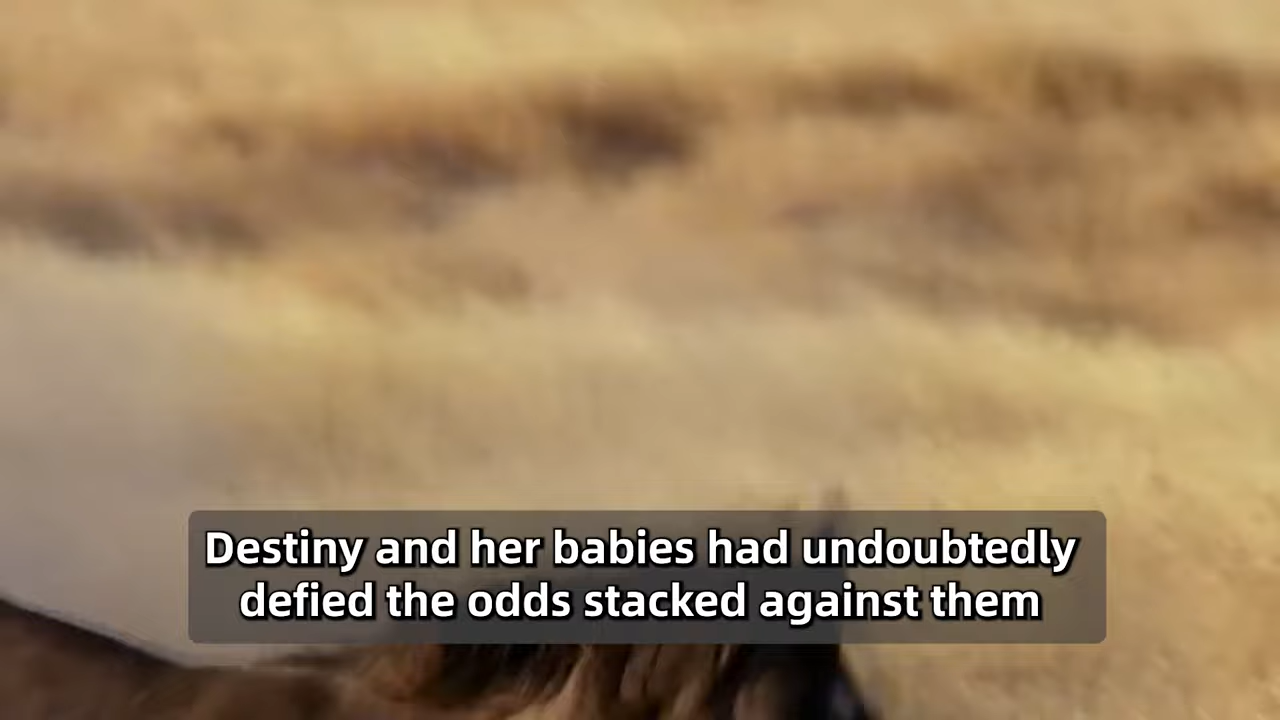 Destiny and her babies had undoubtedly
defied the odds stacked against them